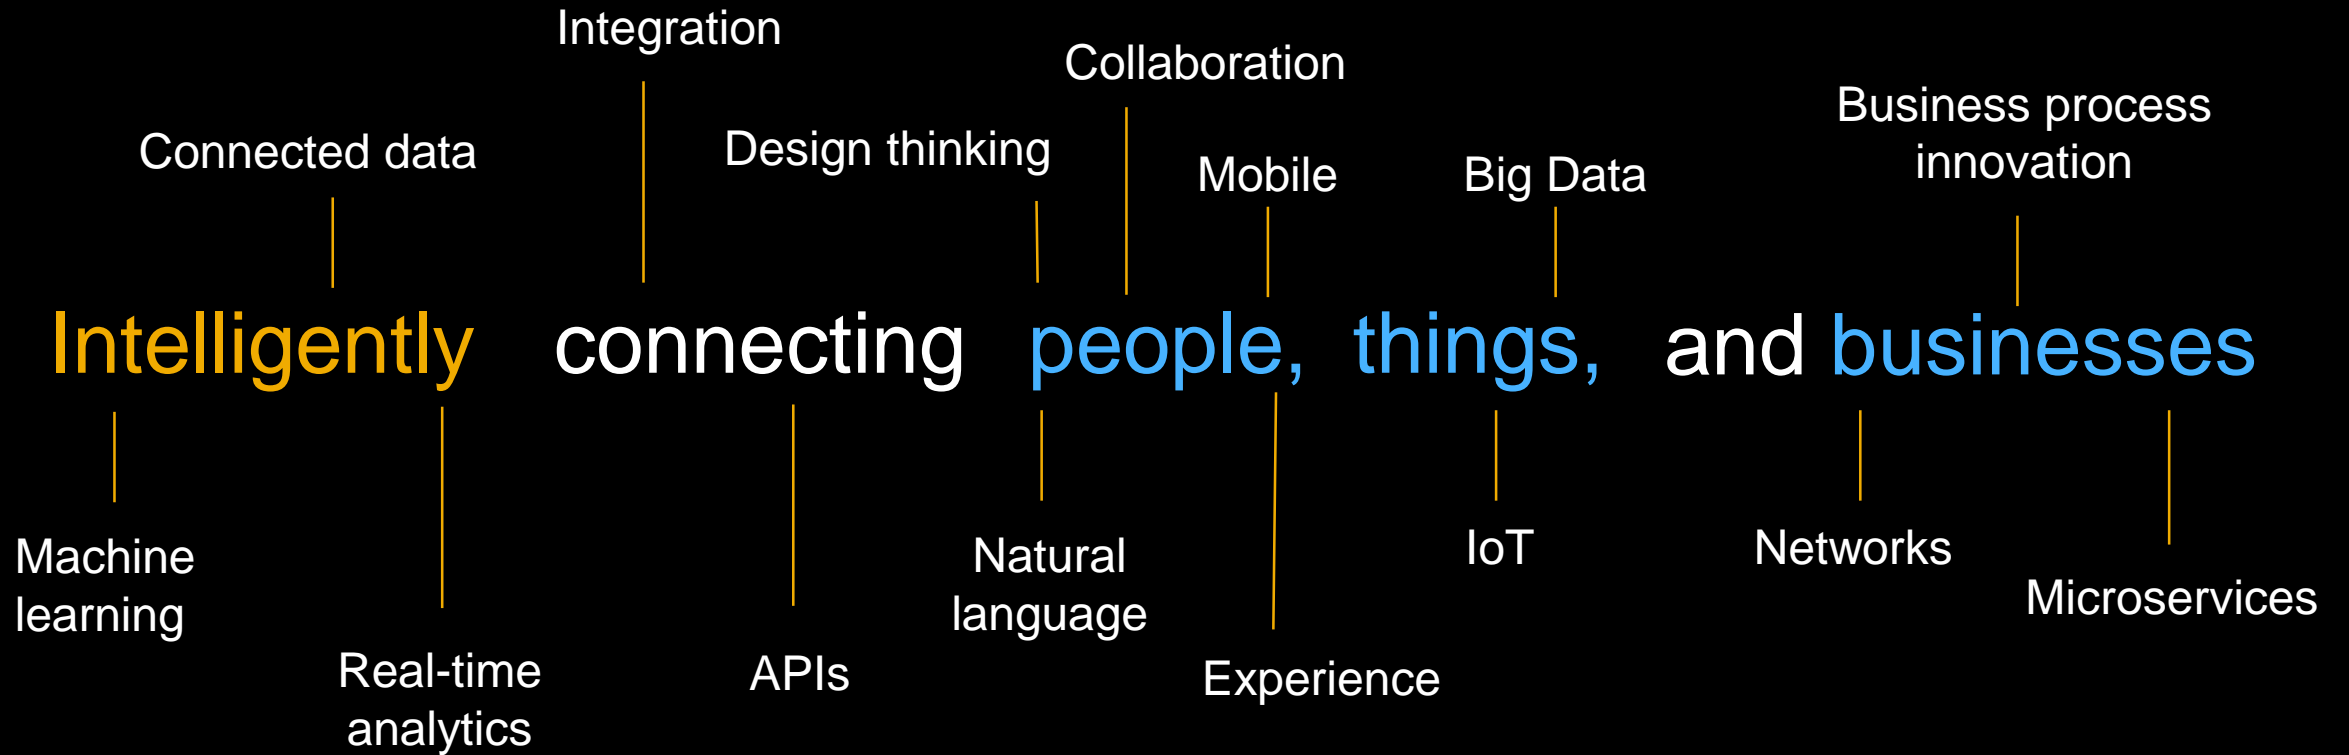 Integration
Collaboration
Business process
innovation
Connected data
Design thinking
Mobile
Big Data
Intelligently connecting people, things, and businesses
Machine
learning
Real-time
analytics
APIs
Natural
language
Experience
IoT
Networks
Microservices